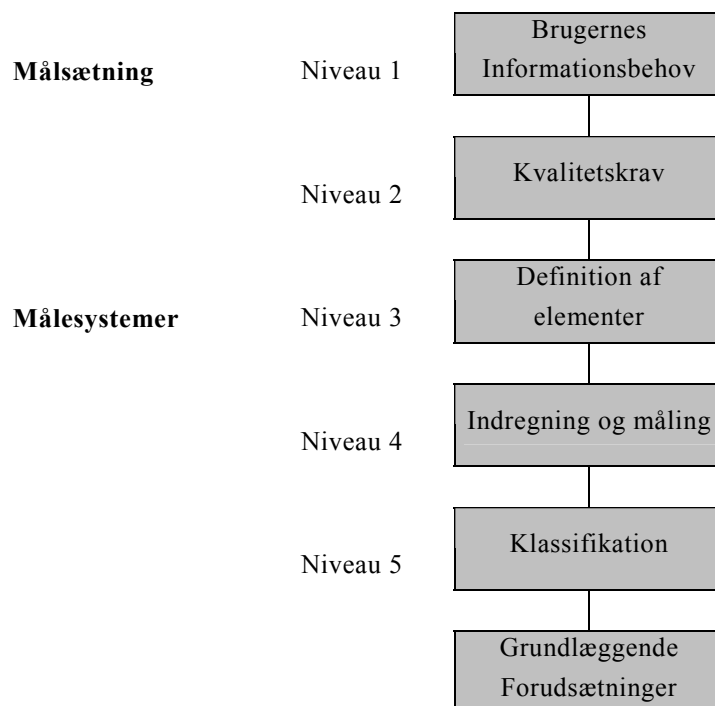 Målsætning Niveau 1 Brugernes
Informationsbehov
Niveau 2 Kvalitetskrav
Målesystemer Niveau 3 Definition af
elementer
Niveau 4 Indregning og måling
Niveau 5 Klassifikation
Grundlæggende
Forudsætninger